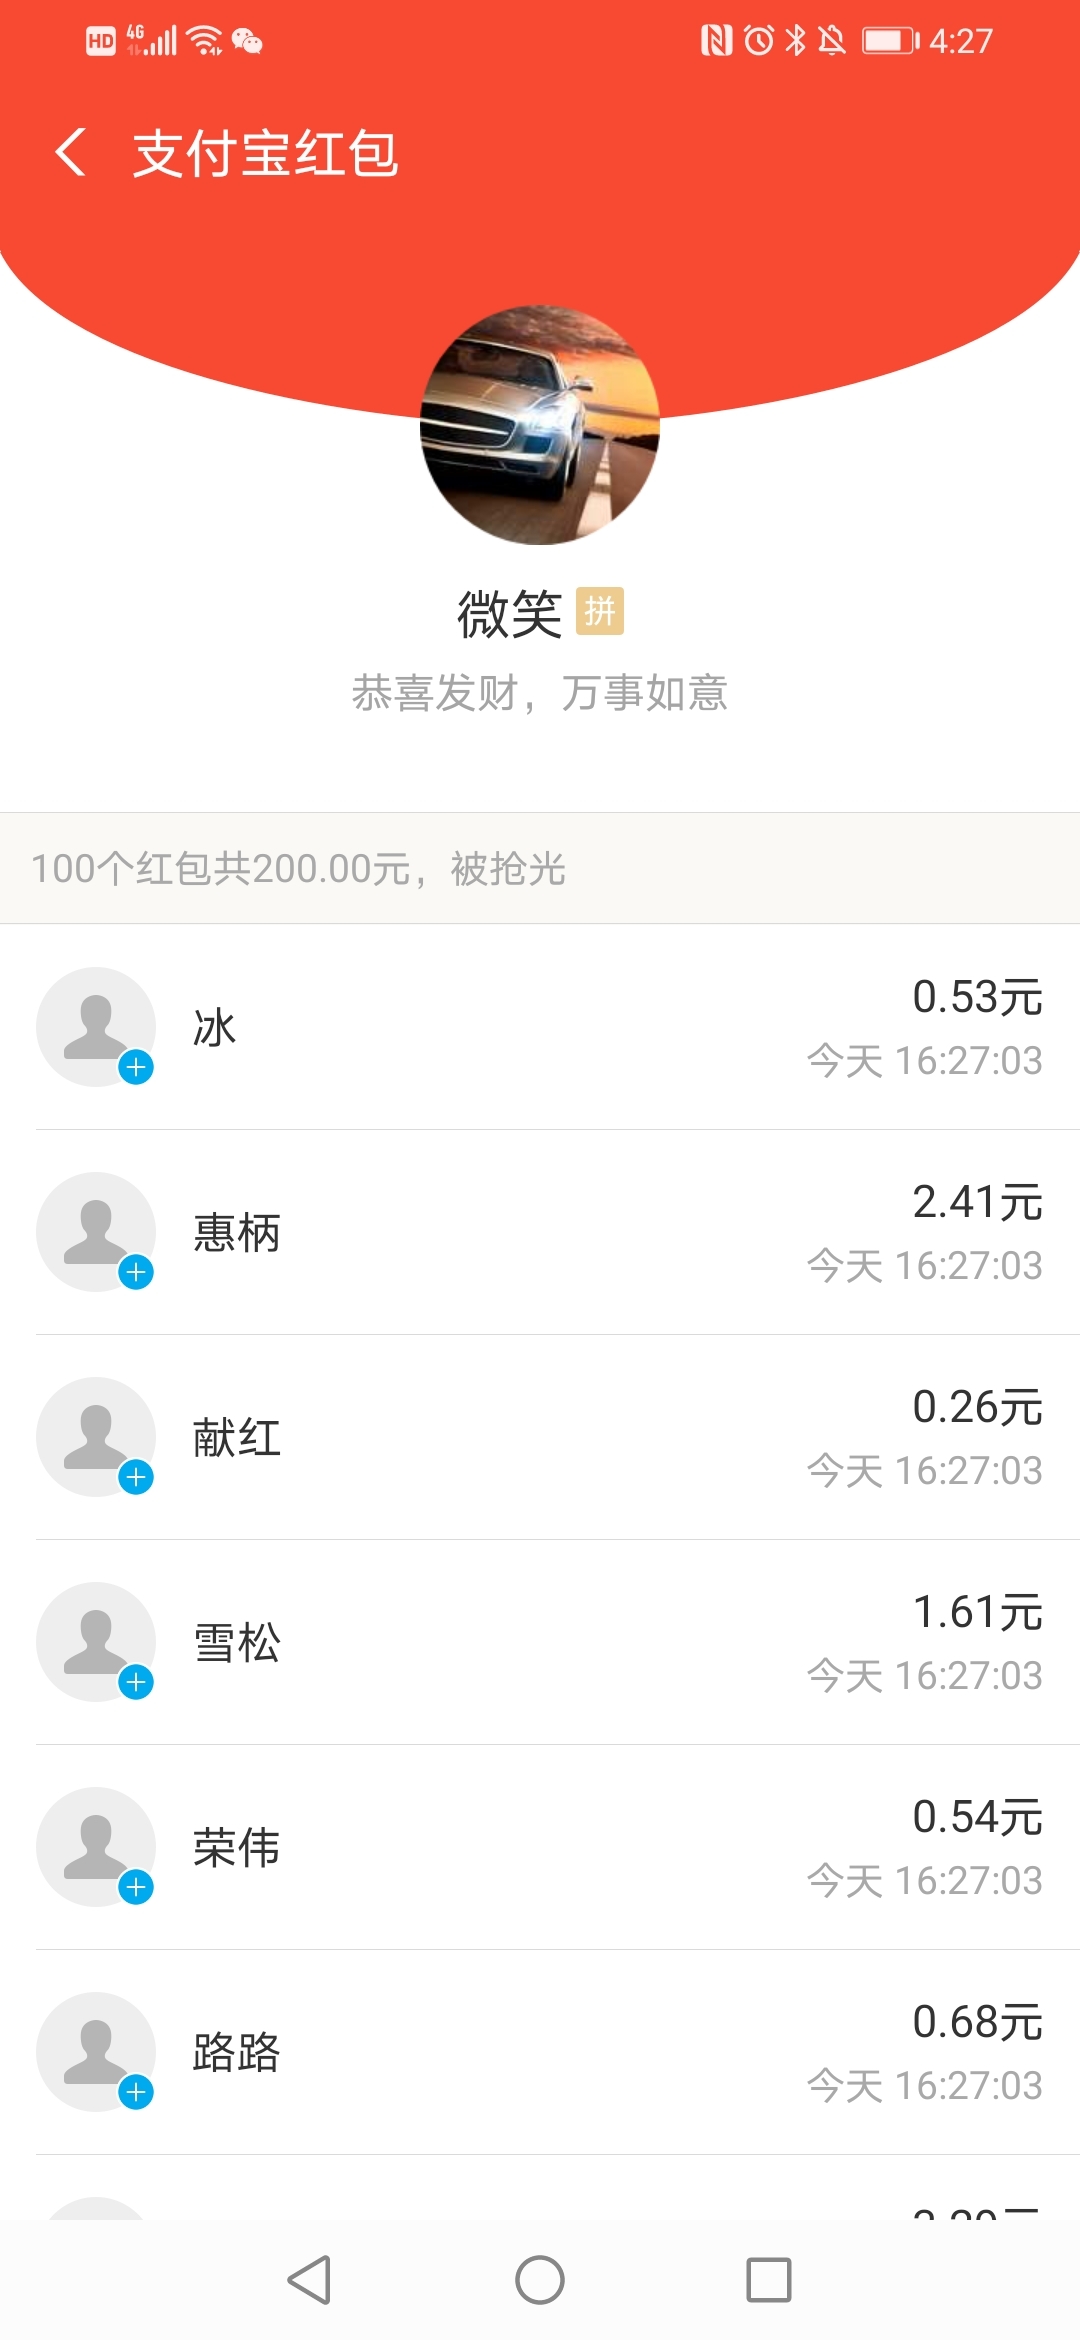 HD 4G 4:27
支付宝红包
微笑 拼
恭喜发财，万事如意
100个红包共200.00元，被抢光
冰
0.53元
今天 16:27:03
惠柄
2.41元
今天 16:27:03
献红
0.26元
今天 16:27:03
雪松
1.61元
今天 16:27:03
荣伟
0.54元
今天 16:27:03
路路
0.68元
今天 16:27:03